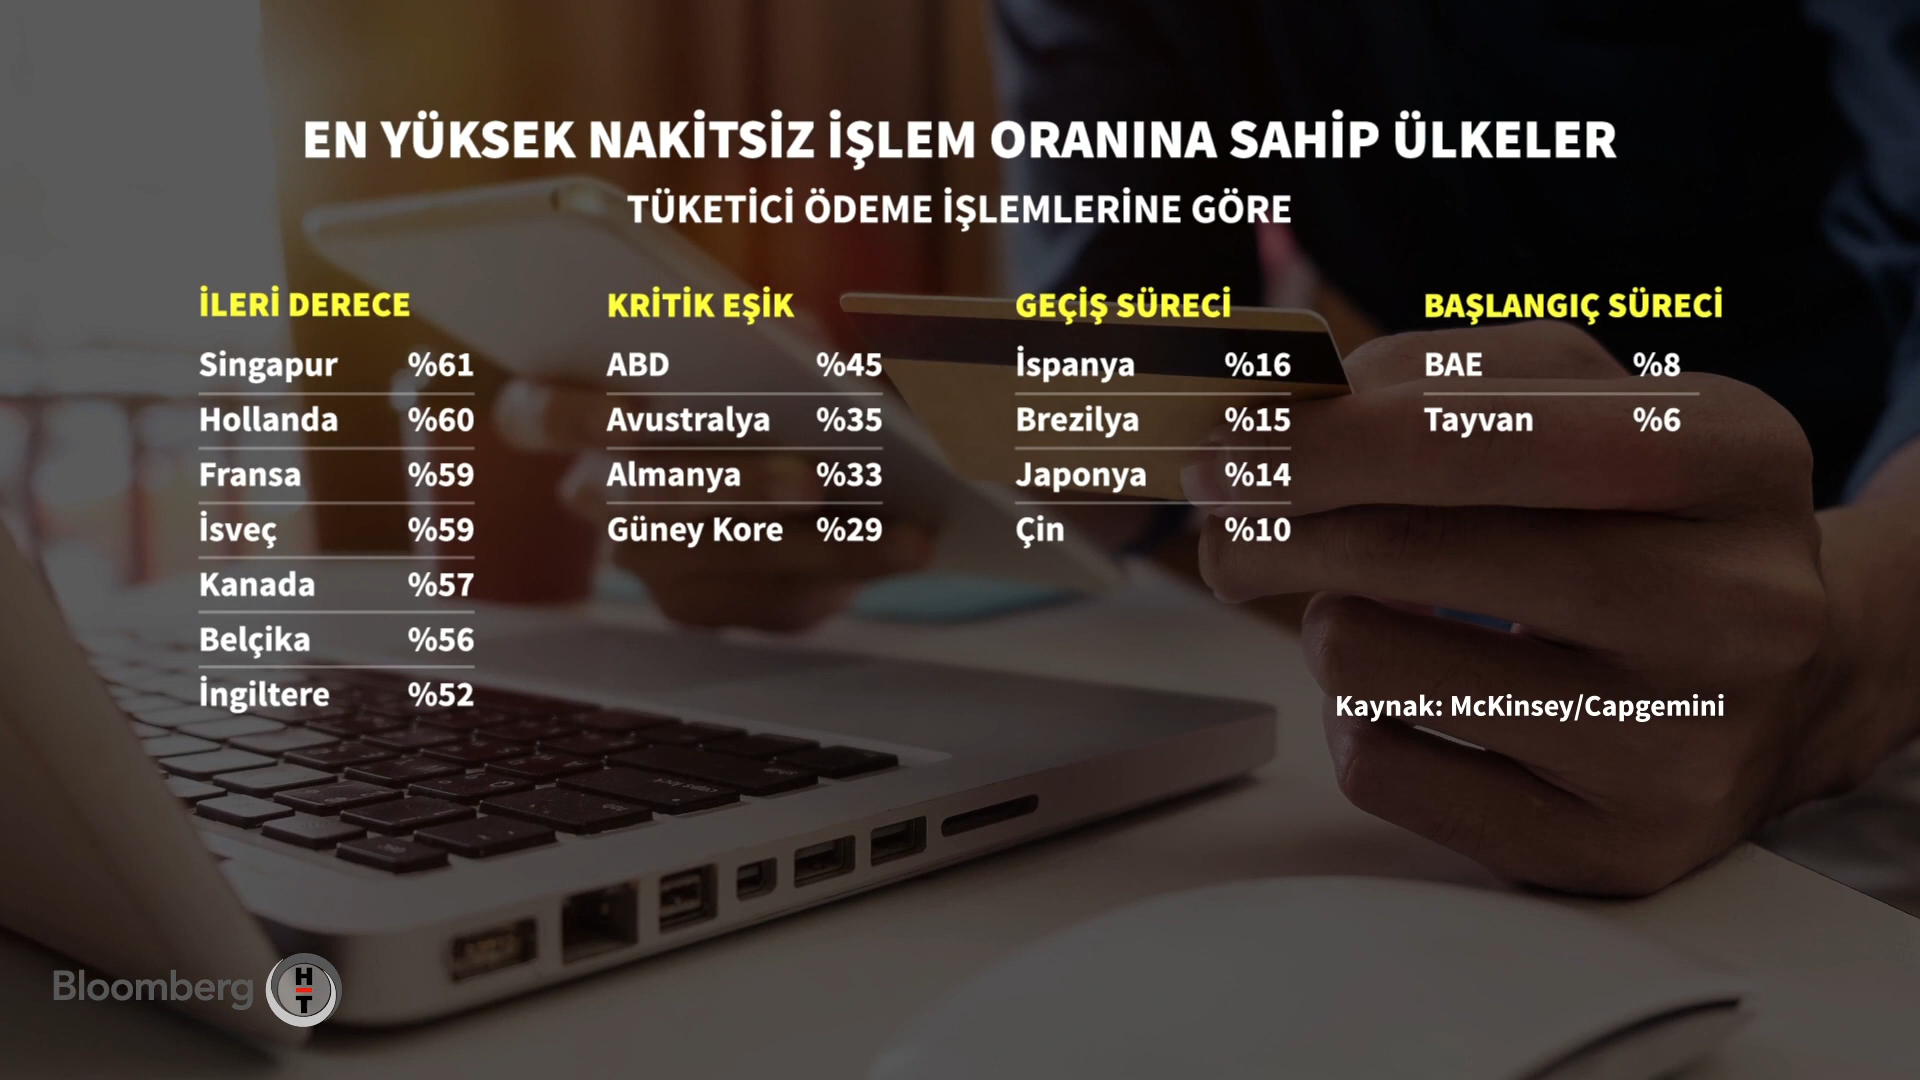 EN YÜKSEK NAKİTSİZ İŞLEM ORANINA SAHİP ÜLKELER
TÜKETİCİ ÖDEME İŞLEMLERİNE GÖRE
İLERİ DERECE
Singapur %61
Hollanda %60
Fransa %59
İsveç %59
Kanada %57
Belçika %56
İngiltere %52
KRİTİK EŞİK
ABD %45
Avustralya %35
Almanya %33
Güney Kore %29
GEÇİŞ SÜRECİ
İspanya %16
Brezilya %15
Japonya %14
Çin %10
BAŞLANGIÇ SÜRECİ
BAE %8
Tayvan %6
Kaynak: McKinsey/Capgemini
Bloomberg HT